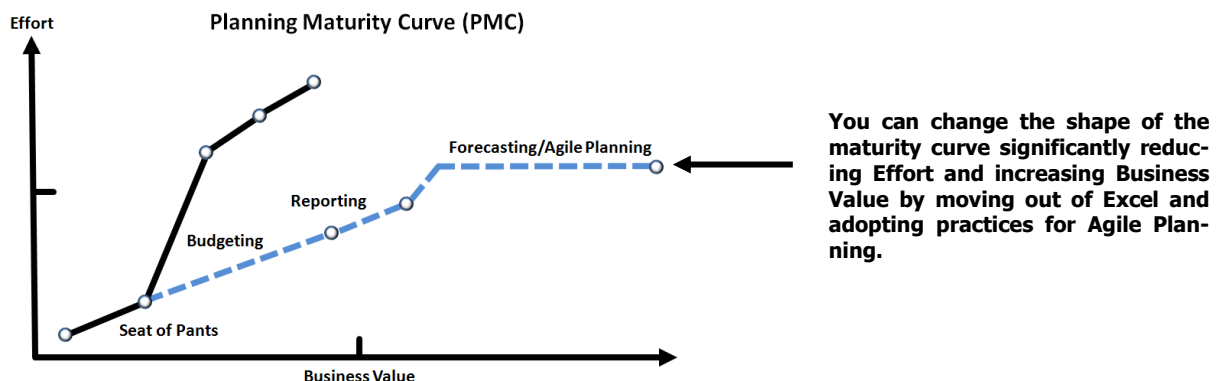 Effort
Planning Maturity Curve (PMC)
Forecasting/Agile Planning
Reporting
Budgeting
Seat of Pants
Business Value
You can change the shape of the
maturity curve significantly reduc-
ing Effort and increasing Business
Value by moving out of Excel and
adopting practices for Agile Plan-
ning.